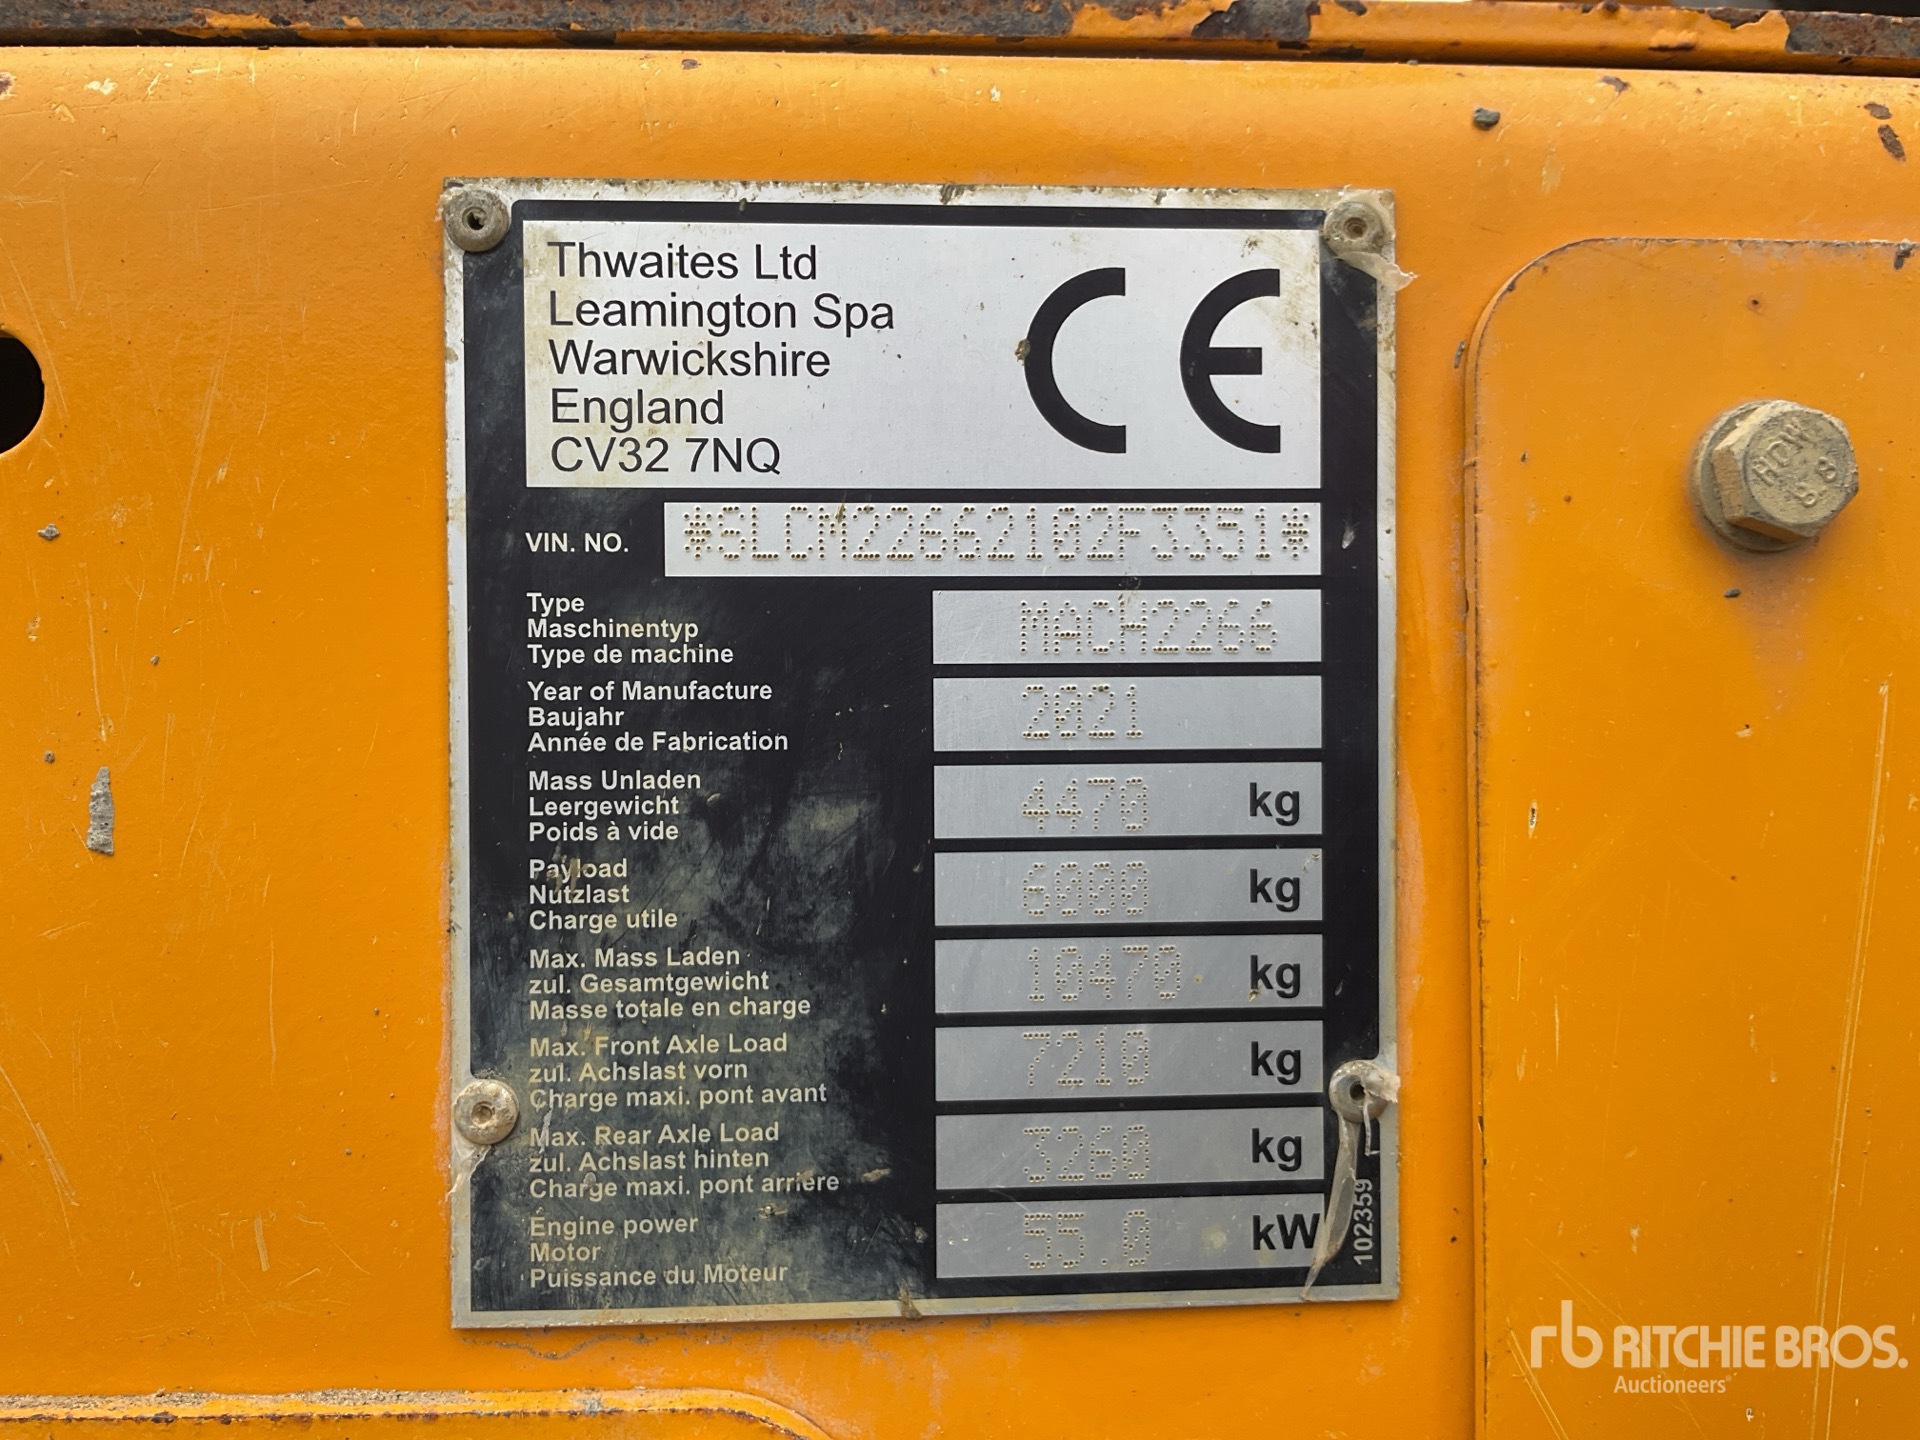 Thwaites Ltd
Leamington Spa
Warwickshire
England
CV32 7NQ
CE
VIN. NO. *SLCM22662102F3351*
Type
Maschinentyp
Type de machine
MACH2266
Year of Manufacture
Baujahr
Année de Fabrication
2021
Mass Unladen
Leergewicht
Poids à vide
4470 kg
Payload
Nutzlast
Charge utile
6000 kg
Max. Mass Laden
zul. Gesamtgewicht
Masse totale en charge
10470 kg
Max. Front Axle Load
zul. Achslast vorn
Charge maxi. pont avant
7210 kg
Max. Rear Axle Load
zul. Achslast hinten
Charge maxi. pont arrière
3260 kg
Engine power
Motor
Puissance du Moteur
55.0 kW
102359
8.8
rb RITCHIE BROS.
Auctioneers